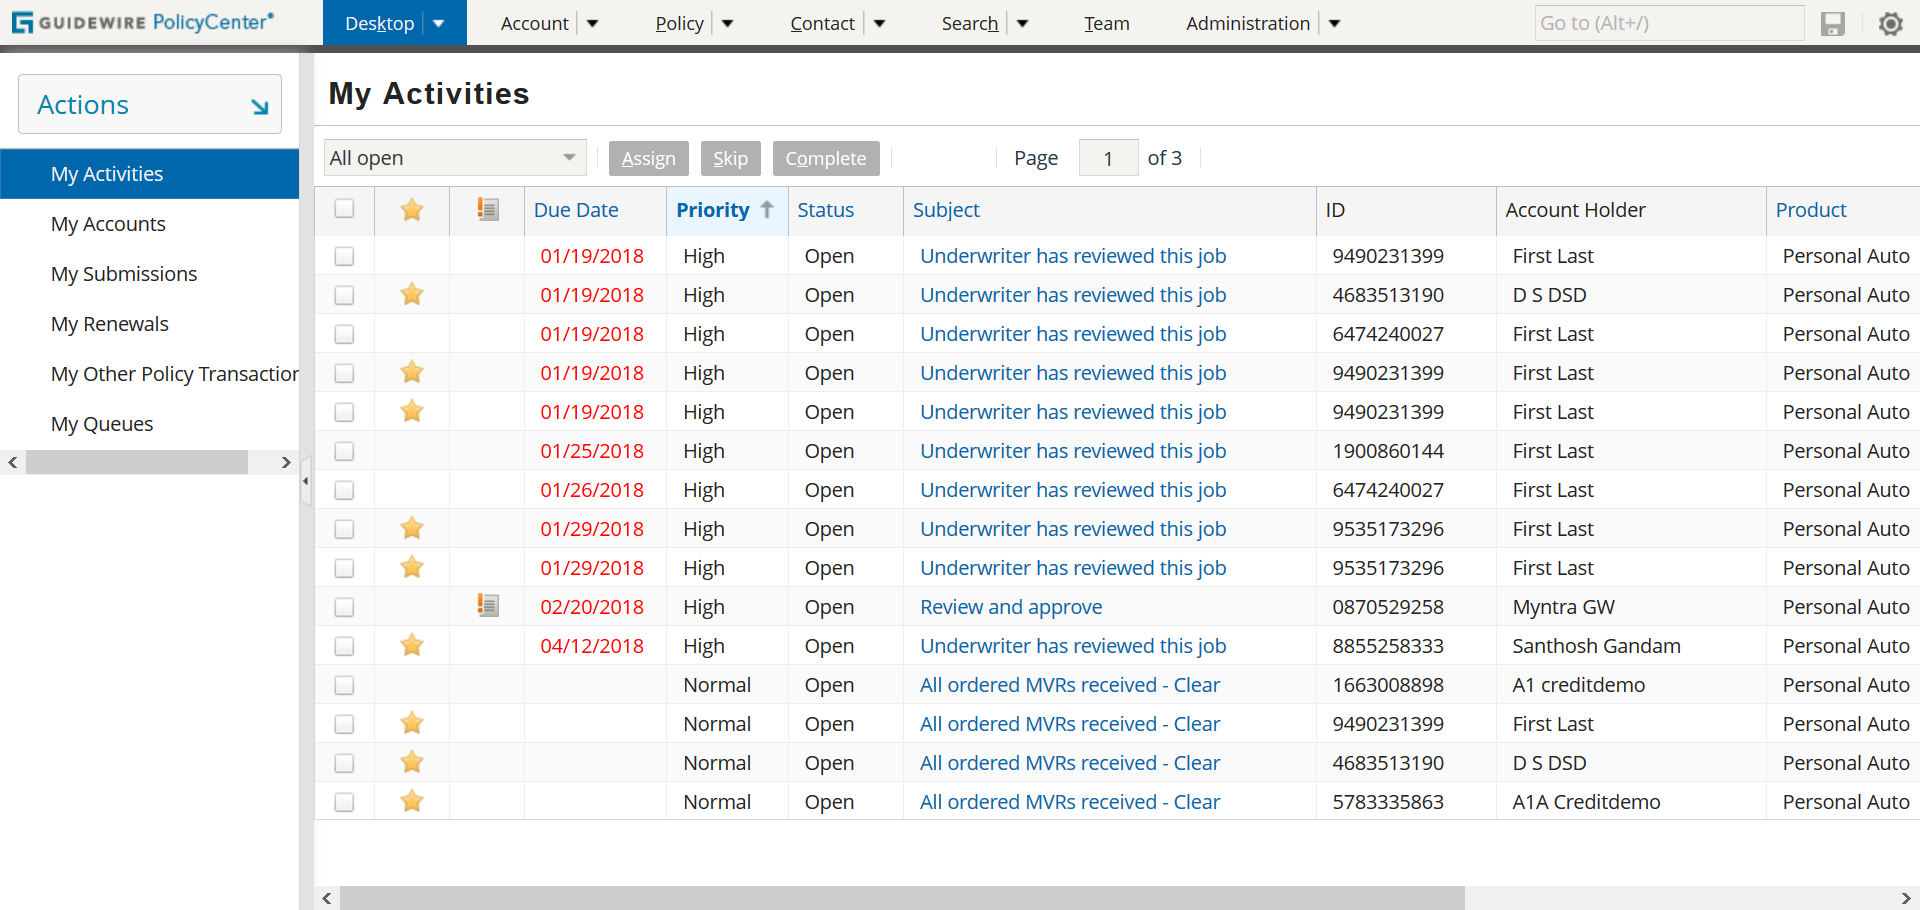 GUIDEWIRE PolicyCenter® Desktop Account Policy Contact Search Team Administration Go to (Alt+/)
Actions
My Activities
My Accounts
My Submissions
My Renewals
My Other Policy Transaction
My Queues
My Activities
All open Assign Skip Complete Page 1 of 3
Due Date Priority Status Subject ID Account Holder Product
01/19/2018 High Open Underwriter has reviewed this job 9490231399 First Last Personal Auto
01/19/2018 High Open Underwriter has reviewed this job 4683513190 D S DSD Personal Auto
01/19/2018 High Open Underwriter has reviewed this job 6474240027 First Last Personal Auto
01/19/2018 High Open Underwriter has reviewed this job 9490231399 First Last Personal Auto
01/19/2018 High Open Underwriter has reviewed this job 9490231399 First Last Personal Auto
01/25/2018 High Open Underwriter has reviewed this job 1900860144 First Last Personal Auto
01/26/2018 High Open Underwriter has reviewed this job 6474240027 First Last Personal Auto
01/29/2018 High Open Underwriter has reviewed this job 9535173296 First Last Personal Auto
01/29/2018 High Open Underwriter has reviewed this job 9535173296 First Last Personal Auto
02/20/2018 High Open Review and approve 0870529258 Myntra GW Personal Auto
04/12/2018 High Open Underwriter has reviewed this job 8855258333 Santhosh Gandam Personal Auto
Normal Open All ordered MVRs received - Clear 1663008898 A1 creditdemo Personal Auto
Normal Open All ordered MVRs received - Clear 9490231399 First Last Personal Auto
Normal Open All ordered MVRs received - Clear 4683513190 D S DSD Personal Auto
Normal Open All ordered MVRs received - Clear 5783335863 A1A Creditdemo Personal Auto